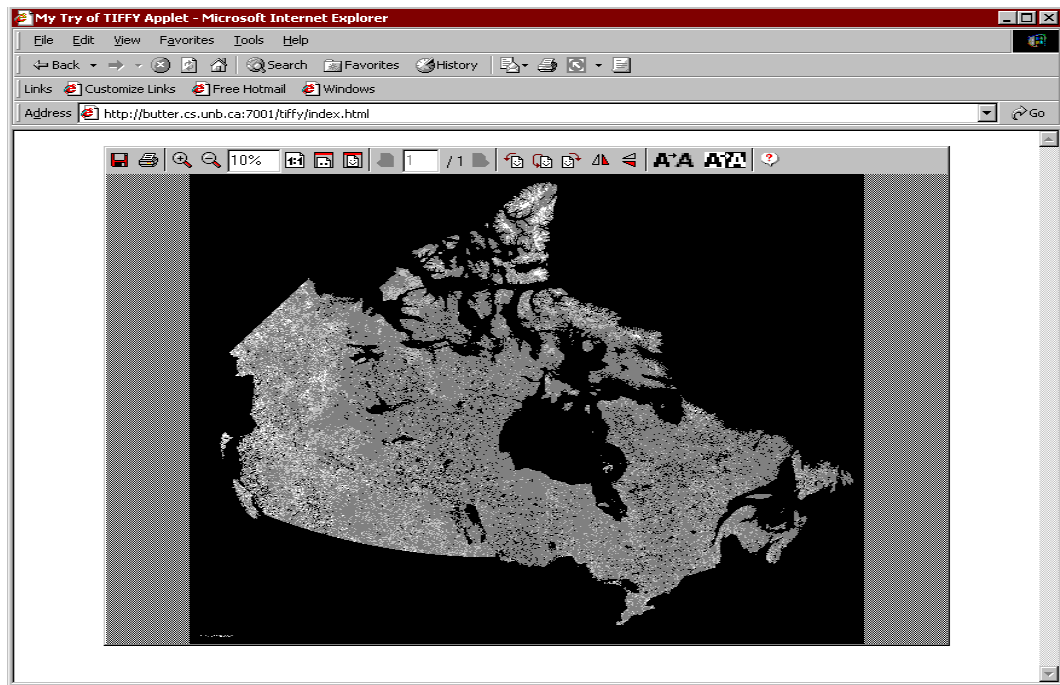 My Try of TIFFY Applet - Microsoft Internet Explorer
File Edit View Favorites Tools Help
Back Search Favorites History
Links Customize Links Free Hotmail Windows
Address http://butter.cs.unb.ca:7001/tiffy/index.html Go
10% 1:1 1 / 1 A A A ?